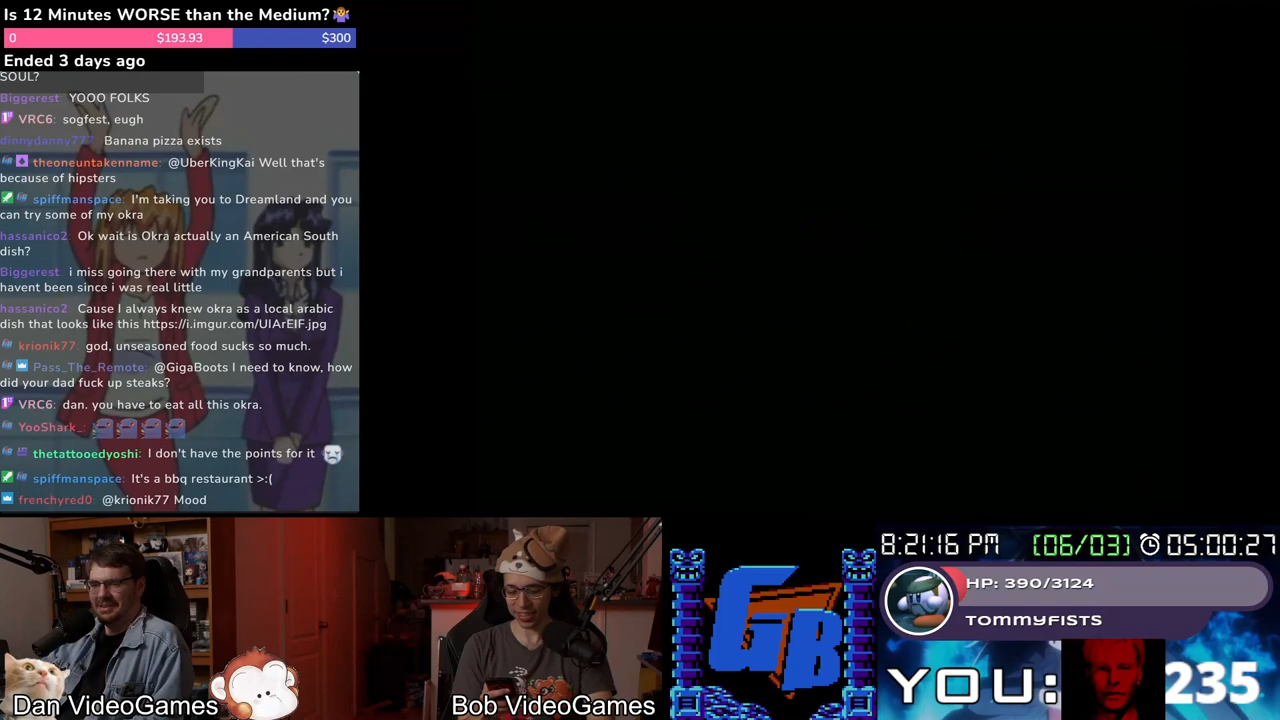 Is 12 Minutes WORSE than the Medium?🤷
0 $193.93 $300
Ended 3 days ago
SOUL?
Biggerest: YOOO FOLKS
VRC6: sogfest, eugh
dinnydanny777: Banana pizza exists
theoneuntakenname: @UberKingKai Well that's
because of hipsters
spiffmanspace: I'm taking you to Dreamland and you
can try some of my okra
hassanico2: Ok wait is Okra actually an American South
dish?
Biggerest: i miss going there with my grandparents but i
havent been since i was real little
hassanico2: Cause I always knew okra as a local arabic
dish that looks like this https://i.imgur.com/UIArEIF.jpg
krionik77: god, unseasoned food sucks so much.
Pass_The_Remote: @GigaBoots I need to know, how
did your dad fuck up steaks?
VRC6: dan. you have to eat all this okra.
YooShark_:
thetattooedyoshi: I don't have the points for it
spiffmanspace: It's a bbq restaurant >:(
frenchyred0: @krionik77 Mood
8:21:16 PM [06/03] 05:00:27
HP: 390/3124
TOMMYFISTS
GB
YOU: 235
Dan VideoGames
Bob VideoGames